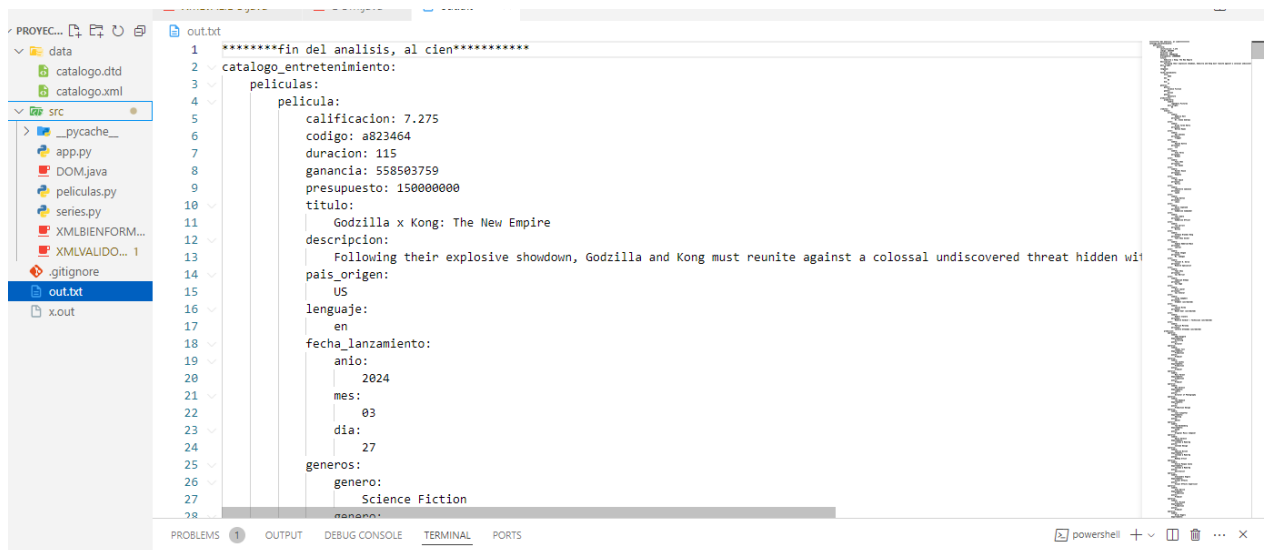 PROYEC...
data
catalogo.dtd
catalogo.xml
src
__pycache__
app.py
DOM.java
peliculas.py
series.py
XMLBIENFORM...
XMLVALIDO... 1
.gitignore
out.txt
x.out
out.txt
1 ********fin del analisis, al cien***********
2 catalogo_entretenimiento:
3 peliculas:
4 pelicula:
5 calificacion: 7.275
6 codigo: a823464
7 duracion: 115
8 ganancia: 558503759
9 presupuesto: 150000000
10 titulo:
11 Godzilla x Kong: The New Empire
12 descripcion:
13 Following their explosive showdown, Godzilla and Kong must reunite against a colossal undiscovered threat hidden wit
14 pais_origen:
15 US
16 lenguaje:
17 en
18 fecha_lanzamiento:
19 anio:
20 2024
21 mes:
22 03
23 dia:
24 27
25 generos:
26 genero:
27 Science Fiction
28 genero:
PROBLEMS 1 OUTPUT DEBUG CONSOLE TERMINAL PORTS powershell